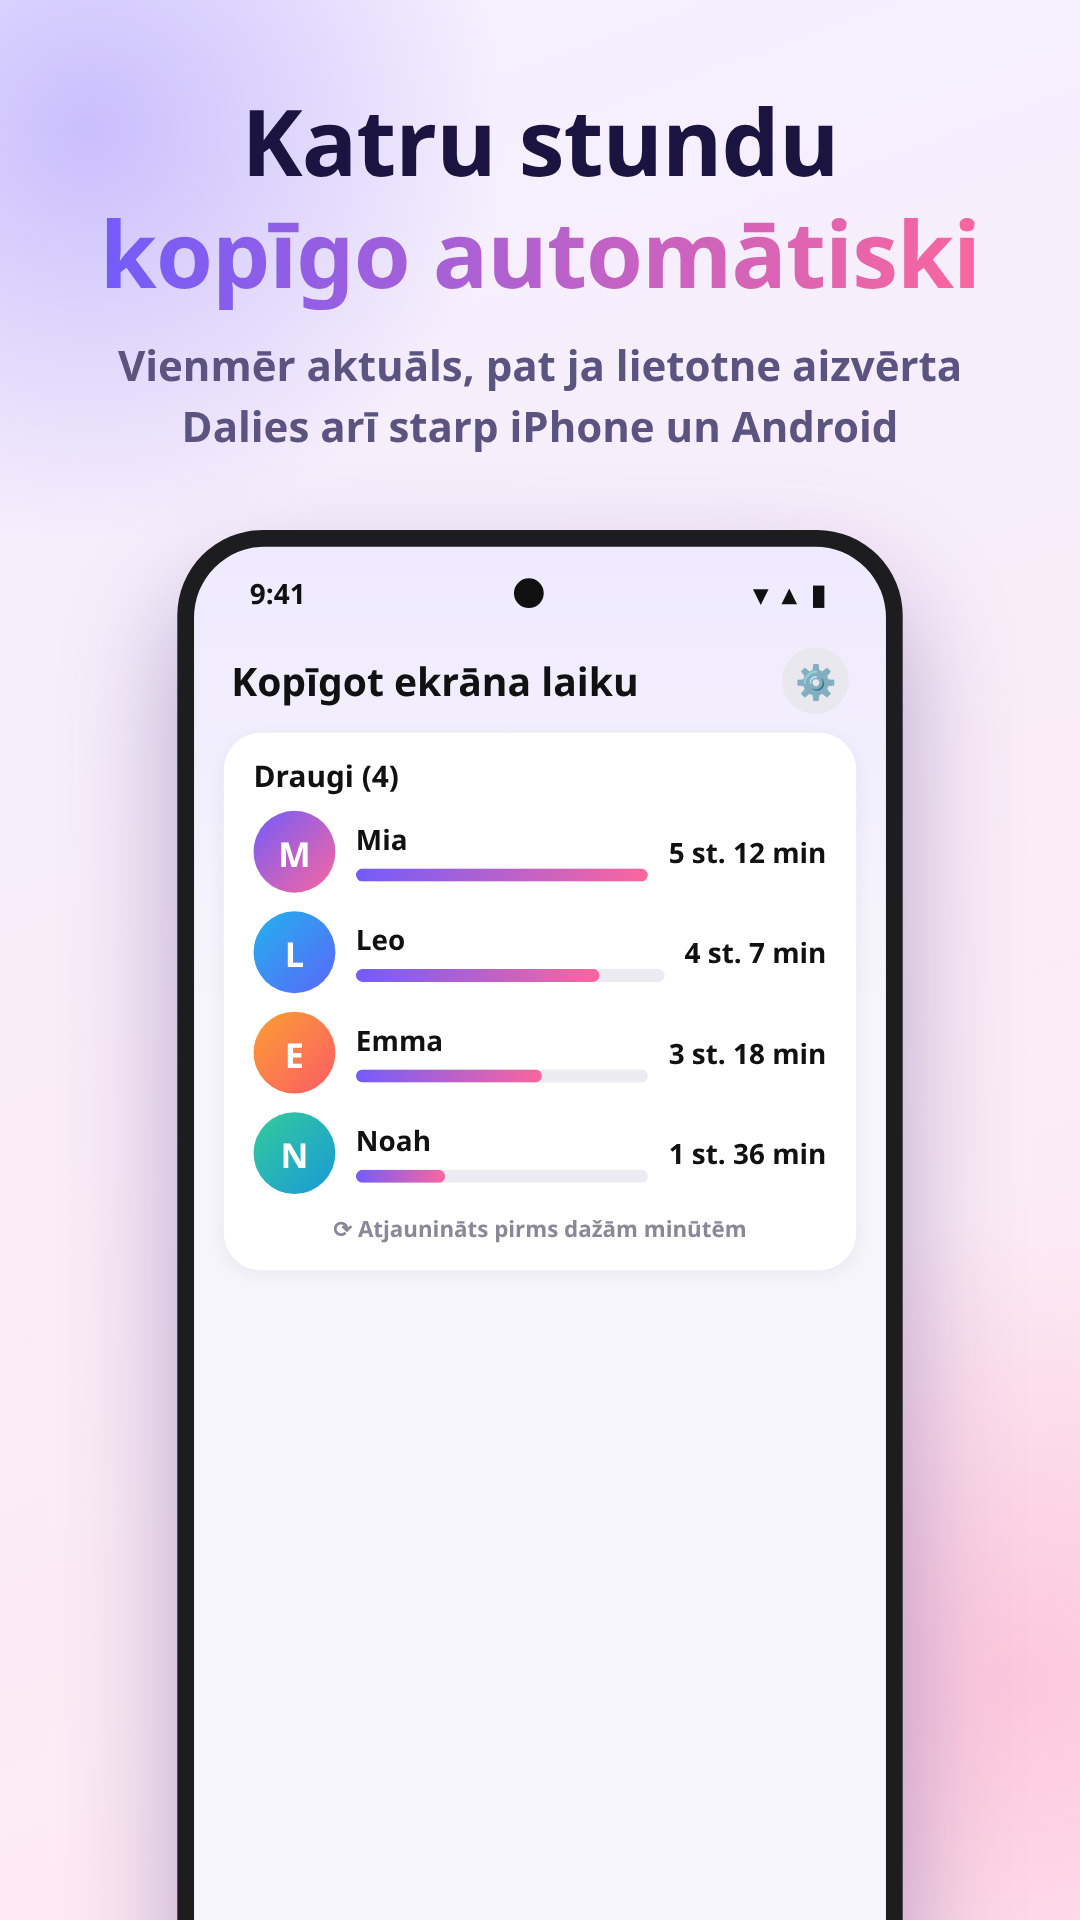 Katru stundu
kopīgo automātiski
Vienmēr aktuāls, pat ja lietotne aizvērta
Dalies arī starp iPhone un Android
9:41
Kopīgot ekrāna laiku
Draugi (4)
M
Mia
5 st. 12 min
L
Leo
4 st. 7 min
E
Emma
3 st. 18 min
N
Noah
1 st. 36 min
⟳ Atjaunināts pirms dažām minūtēm